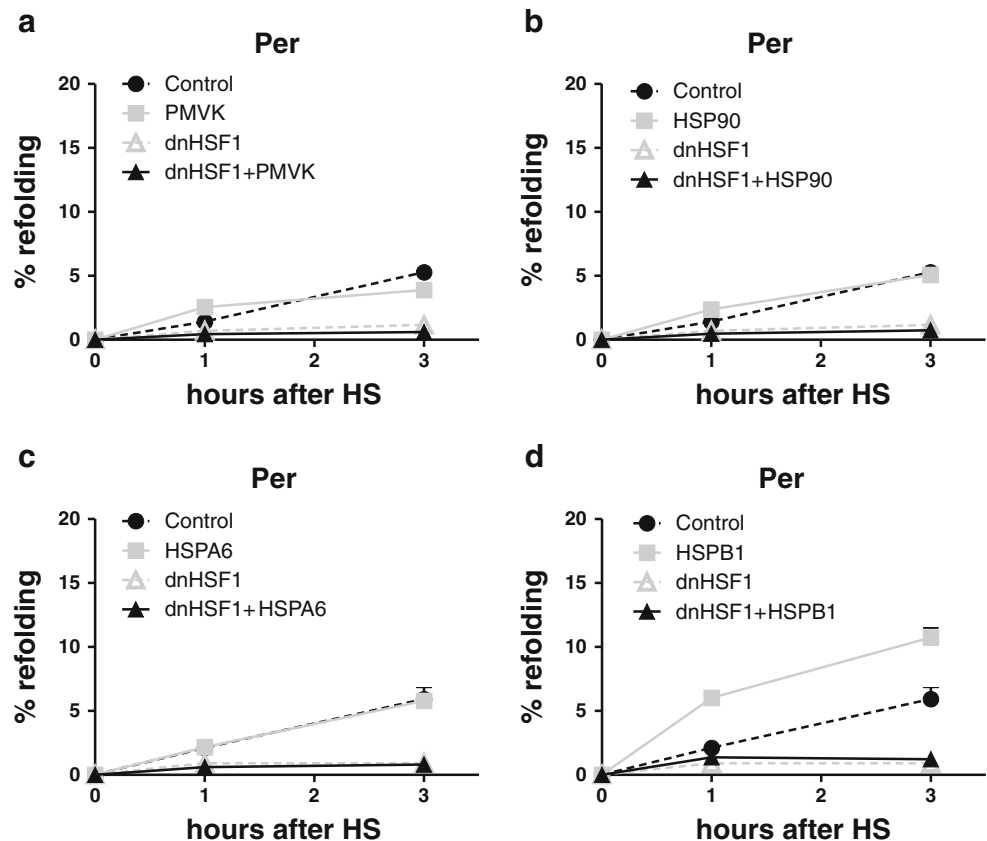 a
Per
20
15
10
5
0
% refolding
Control
PMVK
dnHSF1
dnHSF1+PMVK
0 1 2 3
hours after HS
b
Per
20
15
10
5
0
% refolding
Control
HSP90
dnHSF1
dnHSF1+HSP90
0 1 2 3
hours after HS
c
Per
20
15
10
5
0
% refolding
Control
HSPA6
dnHSF1
dnHSF1+HSPA6
0 1 2 3
hours after HS
d
Per
20
15
10
5
0
% refolding
Control
HSPB1
dnHSF1
dnHSF1+HSPB1
0 1 2 3
hours after HS